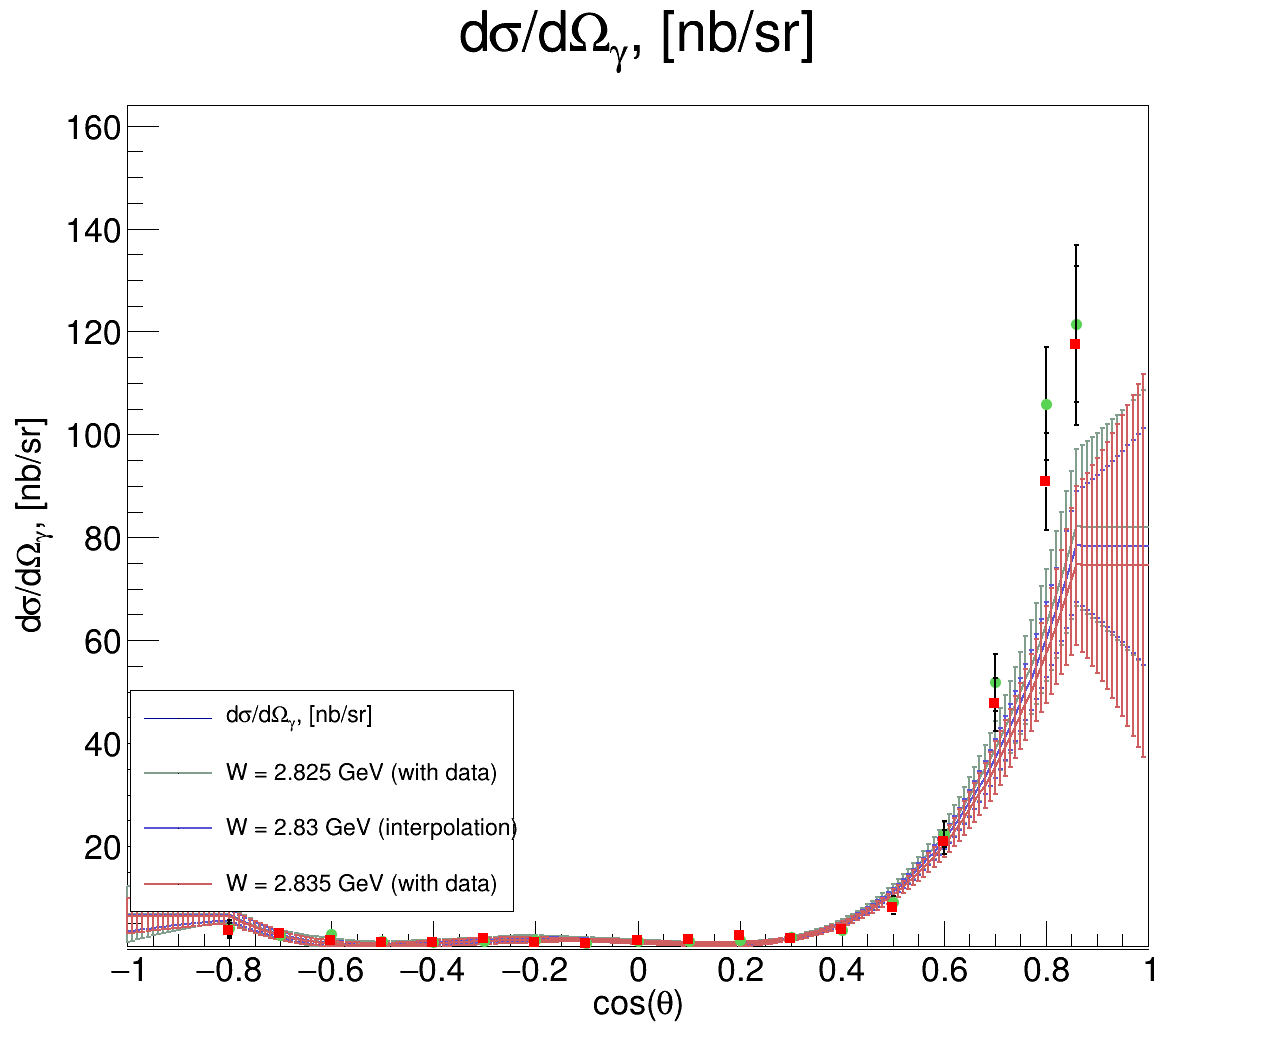 dσ/dΩγ, [nb/sr]
160
140
120
100
80
60
40
20
dσ/dΩγ, [nb/sr]
dσ/dΩγ, [nb/sr]
W = 2.825 GeV (with data)
W = 2.83 GeV (interpolation)
W = 2.835 GeV (with data)
−1 −0.8 −0.6 −0.4 −0.2 0 0.2 0.4 0.6 0.8 1
cos(θ)